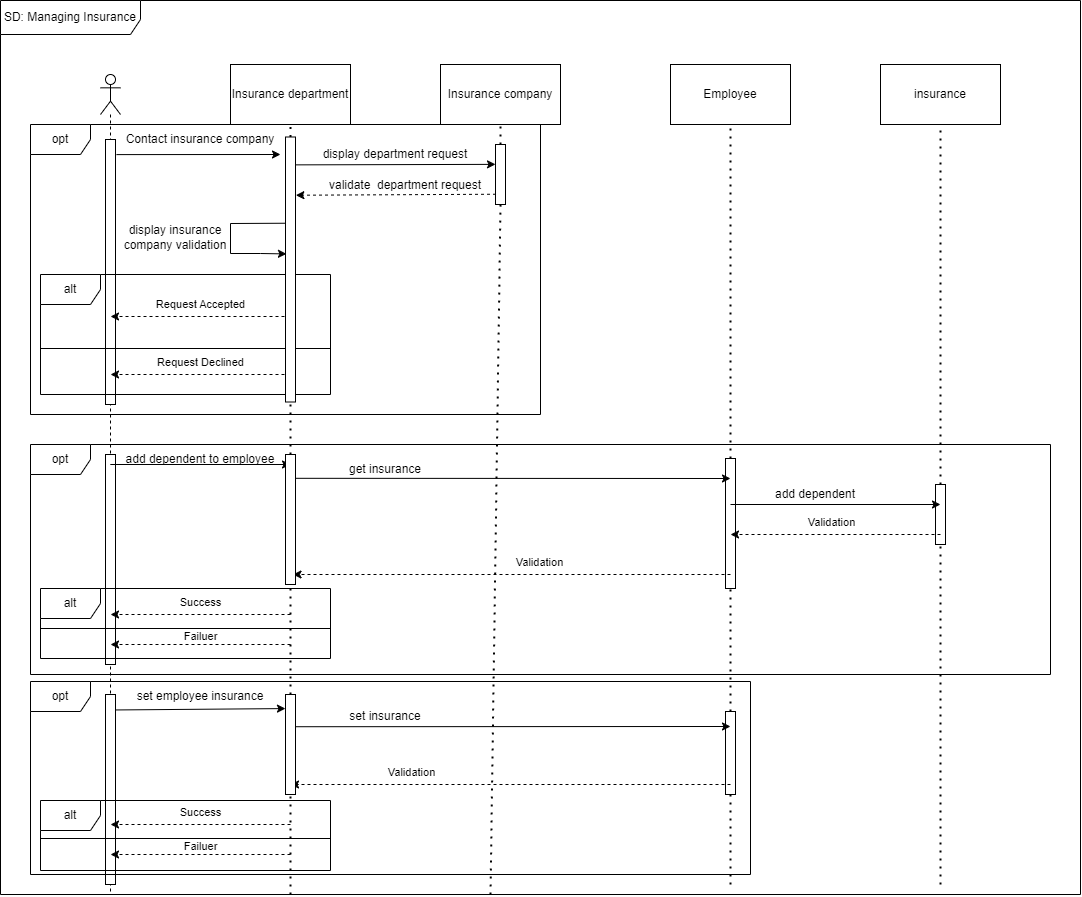 SD: Managing Insurance
Insurance department
Insurance company
Employee
insurance
opt
Contact insurance company
display department request
validate department request
display insurance
company validation
alt
Request Accepted
Request Declined
opt
add dependent to employee
get insurance
add dependent
Validation
Validation
alt
Success
Failuer
opt
set employee insurance
set insurance
Validation
alt
Success
Failuer